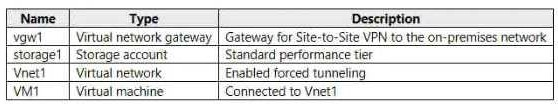 Name Type Description
vgw1 Virtual network gateway Gateway for Site-to-Site VPN to the on-premises network
storage1 Storage account Standard performance tier
Vnet1 Virtual network Enabled forced tunneling
VM1 Virtual machine Connected to Vnet1